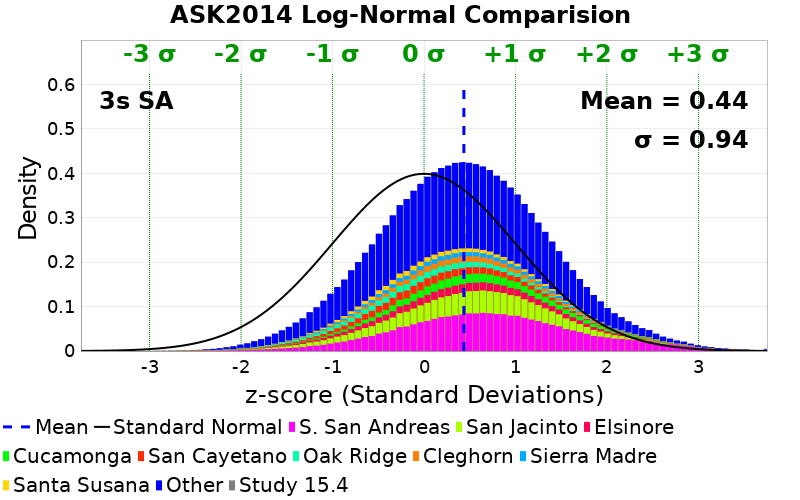 ASK2014 Log-Normal Comparision
-3 σ -2 σ -1 σ 0 σ +1 σ +2 σ +3 σ
3s SA
Mean = 0.44
σ = 0.94
Density
0.6
0.5
0.4
0.3
0.2
0.1
0
-3 -2 -1 0 1 2 3
z-score (Standard Deviations)
Mean Standard Normal S. San Andreas San Jacinto Elsinore
Cucamonga San Cayetano Oak Ridge Cleghorn Sierra Madre
Santa Susana Other Study 15.4